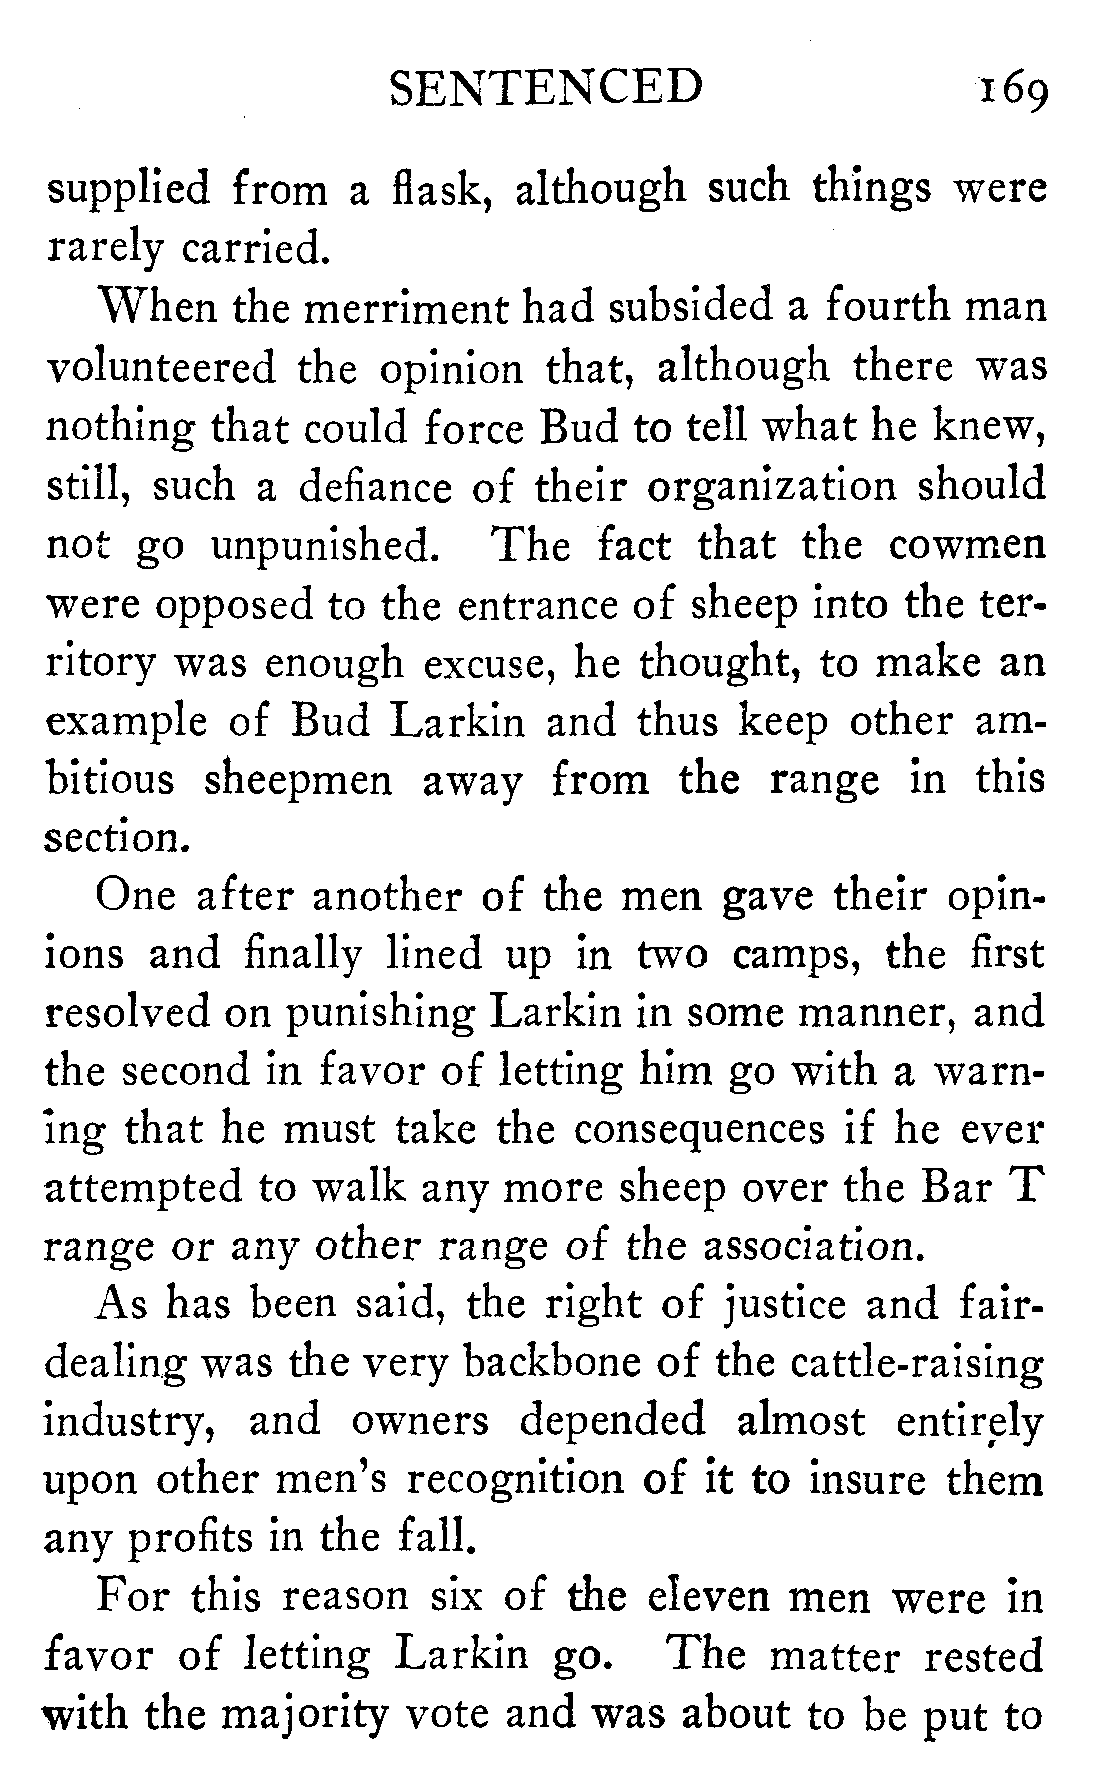 SENTENCED 169
supplied from a flask, although such things were
rarely carried.
When the merriment had subsided a fourth man
volunteered the opinion that, although there was
nothing that could force Bud to tell what he knew,
still, such a defiance of their organization should
not go unpunished. The fact that the cowmen
were opposed to the entrance of sheep into the ter-
ritory was enough excuse, he thought, to make an
example of Bud Larkin and thus keep other am-
bitious sheepmen away from the range in this
section.
One after another of the men gave their opin-
ions and finally lined up in two camps, the first
resolved on punishing Larkin in some manner, and
the second in favor of letting him go with a warn-
ing that he must take the consequences if he ever
attempted to walk any more sheep over the Bar T
range or any other range of the association.
As has been said, the right of justice and fair-
dealing was the very backbone of the cattle-raising
industry, and owners depended almost entirely
upon other men's recognition of it to insure them
any profits in the fall.
For this reason six of the eleven men were in
favor of letting Larkin go. The matter rested
with the majority vote and was about to be put to